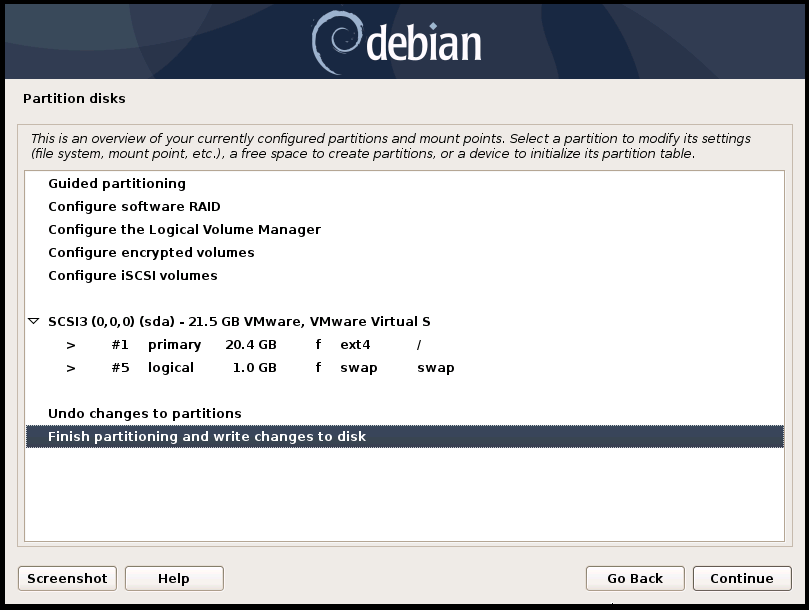 debian
Partition disks
This is an overview of your currently configured partitions and mount points. Select a partition to modify its settings
(file system, mount point, etc.), a free space to create partitions, or a device to initialize its partition table.
Guided partitioning
Configure software RAID
Configure the Logical Volume Manager
Configure encrypted volumes
Configure iSCSI volumes
SCSI3 (0,0,0) (sda) - 21.5 GB VMware, VMware Virtual S
> #1 primary 20.4 GB f ext4 /
> #5 logical 1.0 GB f swap swap
Undo changes to partitions
Finish partitioning and write changes to disk
Screenshot Help Go Back Continue